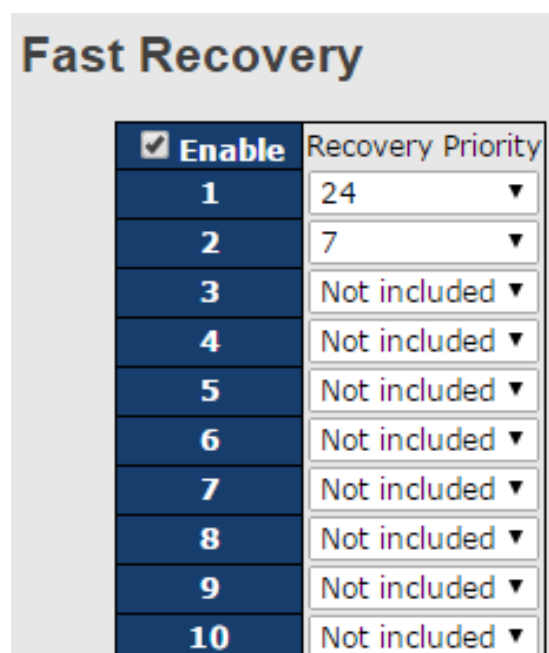 Fast Recovery
Enable Recovery Priority
1 24
2 7
3 Not included
4 Not included
5 Not included
6 Not included
7 Not included
8 Not included
9 Not included
10 Not included